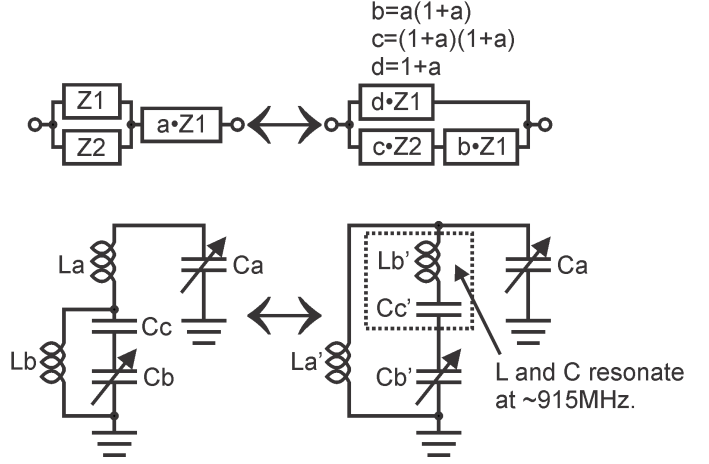 b=a(1+a)
c=(1+a)(1+a)
d=1+a
Z1
Z2
a•Z1
d•Z1
c•Z2
b•Z1
La
Ca
Cc
Lb
Cb
Lb’
Cc’
La’
Cb’
Ca
L and C resonate
at ~915MHz.